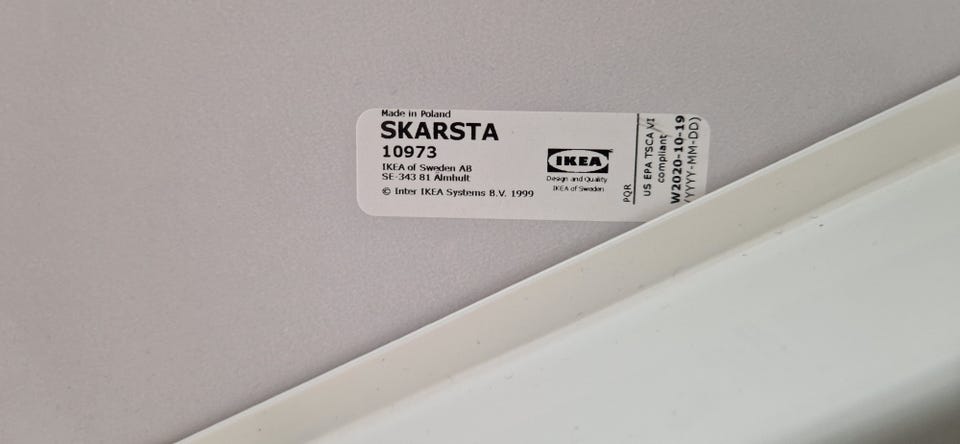 Made in Poland
SKARSTA
10973
IKEA of Sweden AB
SE-343 81 Älmhult
© Inter IKEA Systems B.V. 1999
IKEA
Design and Quality
IKEA of Sweden
PQR
US EPA TSCA VI
compliant
W2020-10-19
(YYYY-MM-DD)